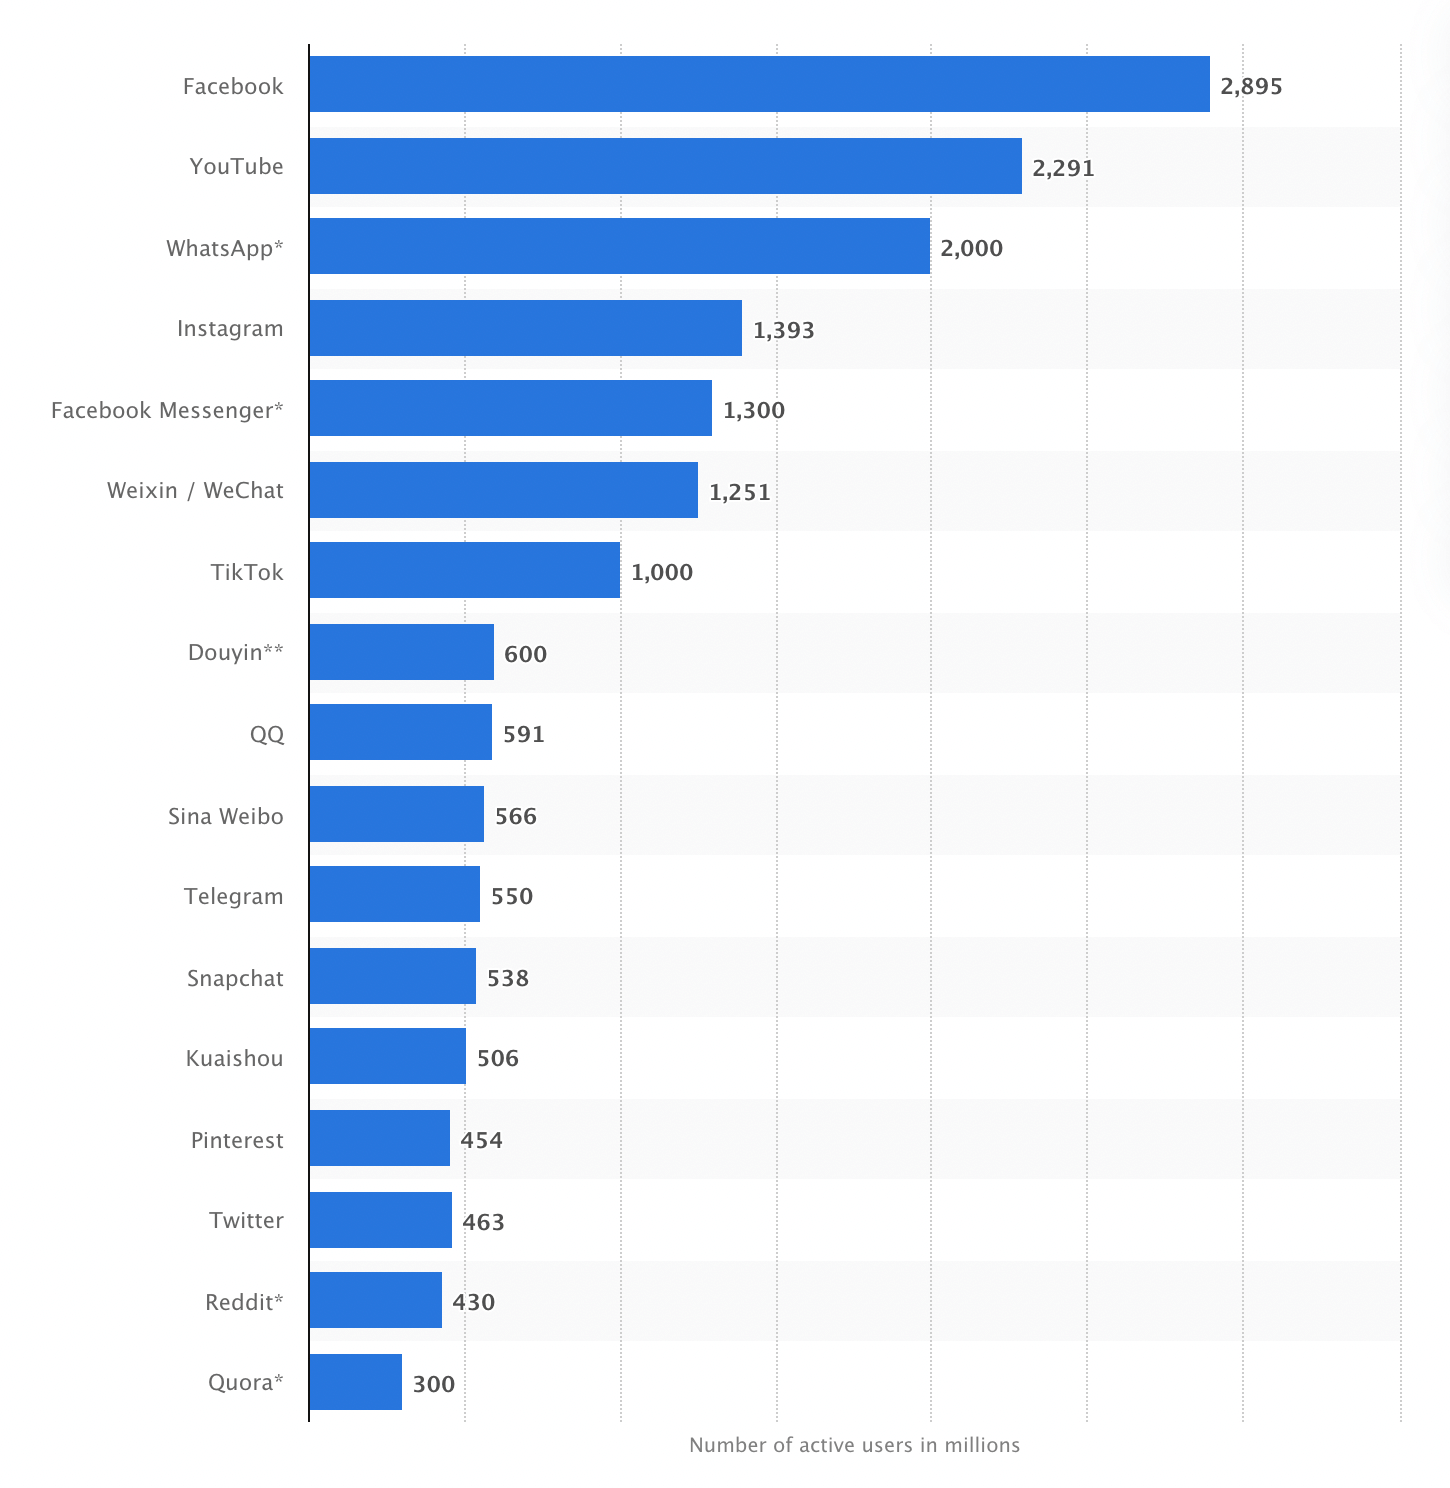 Facebook 2,895
YouTube 2,291
WhatsApp* 2,000
Instagram 1,393
Facebook Messenger* 1,300
Weixin / WeChat 1,251
TikTok 1,000
Douyin** 600
QQ 591
Sina Weibo 566
Telegram 550
Snapchat 538
Kuaishou 506
Pinterest 454
Twitter 463
Reddit* 430
Quora* 300
Number of active users in millions